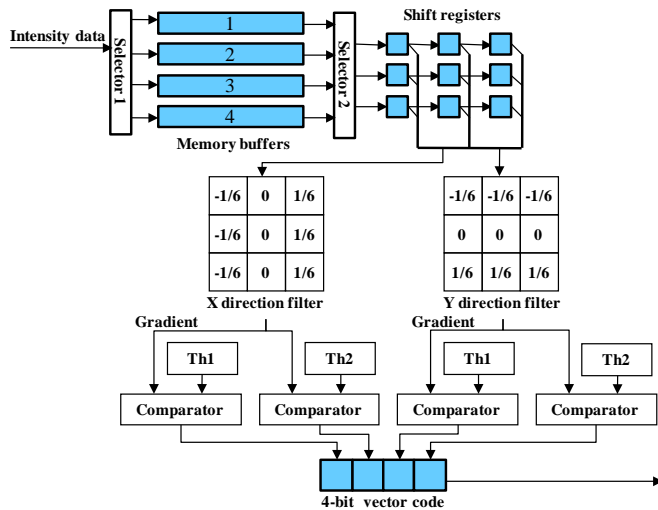 Intensity data
Selector 1
1
2
3
4
Memory buffers
Selector 2
Shift registers
-1/6 0 1/6
-1/6 0 1/6
-1/6 0 1/6
X direction filter
-1/6 -1/6 -1/6
0 0 0
1/6 1/6 1/6
Y direction filter
Gradient
Gradient
Th1
Th2
Th1
Th2
Comparator
Comparator
Comparator
Comparator
4-bit vector code